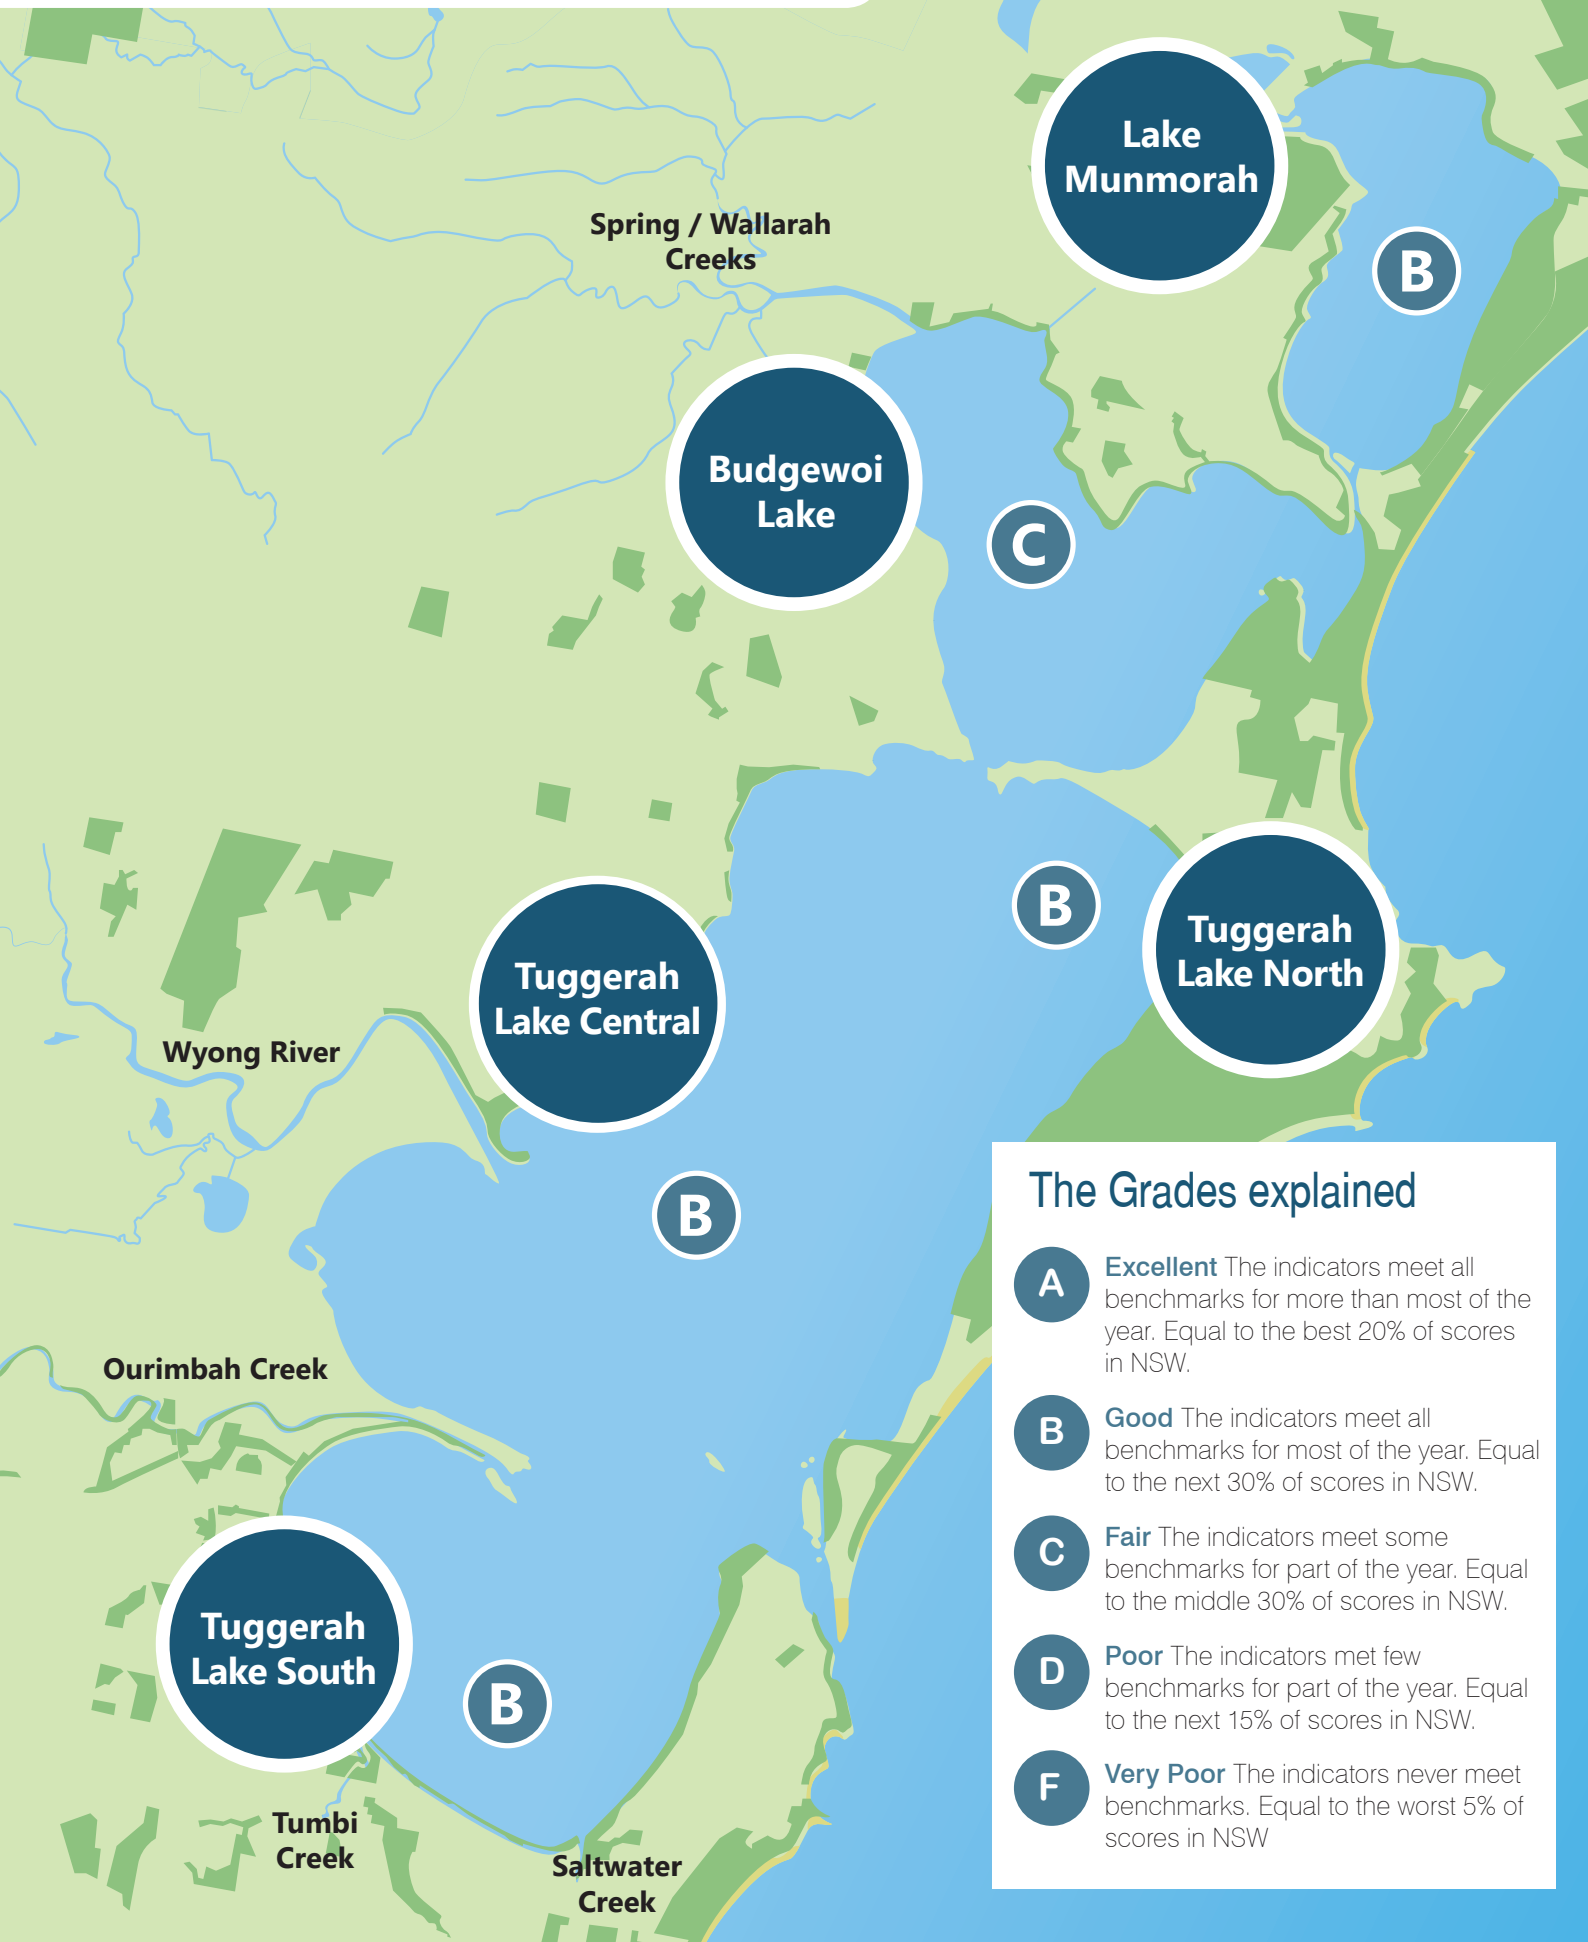 Lake
Munmorah
B
Spring / Wallarah
Creeks
Budgewoi
Lake
C
B
Tuggerah
Lake North
Tuggerah
Lake Central
Wyong River
B
Ourimbah Creek
Tuggerah
Lake South
B
Tumbi
Creek
Saltwater
Creek
The Grades explained
A
Excellent The indicators meet all
benchmarks for more than most of the
year. Equal to the best 20% of scores
in NSW.
B
Good The indicators meet all
benchmarks for most of the year. Equal
to the next 30% of scores in NSW.
C
Fair The indicators meet some
benchmarks for part of the year. Equal
to the middle 30% of scores in NSW.
D
Poor The indicators met few
benchmarks for part of the year. Equal
to the next 15% of scores in NSW.
F
Very Poor The indicators never meet
benchmarks. Equal to the worst 5% of
scores in NSW